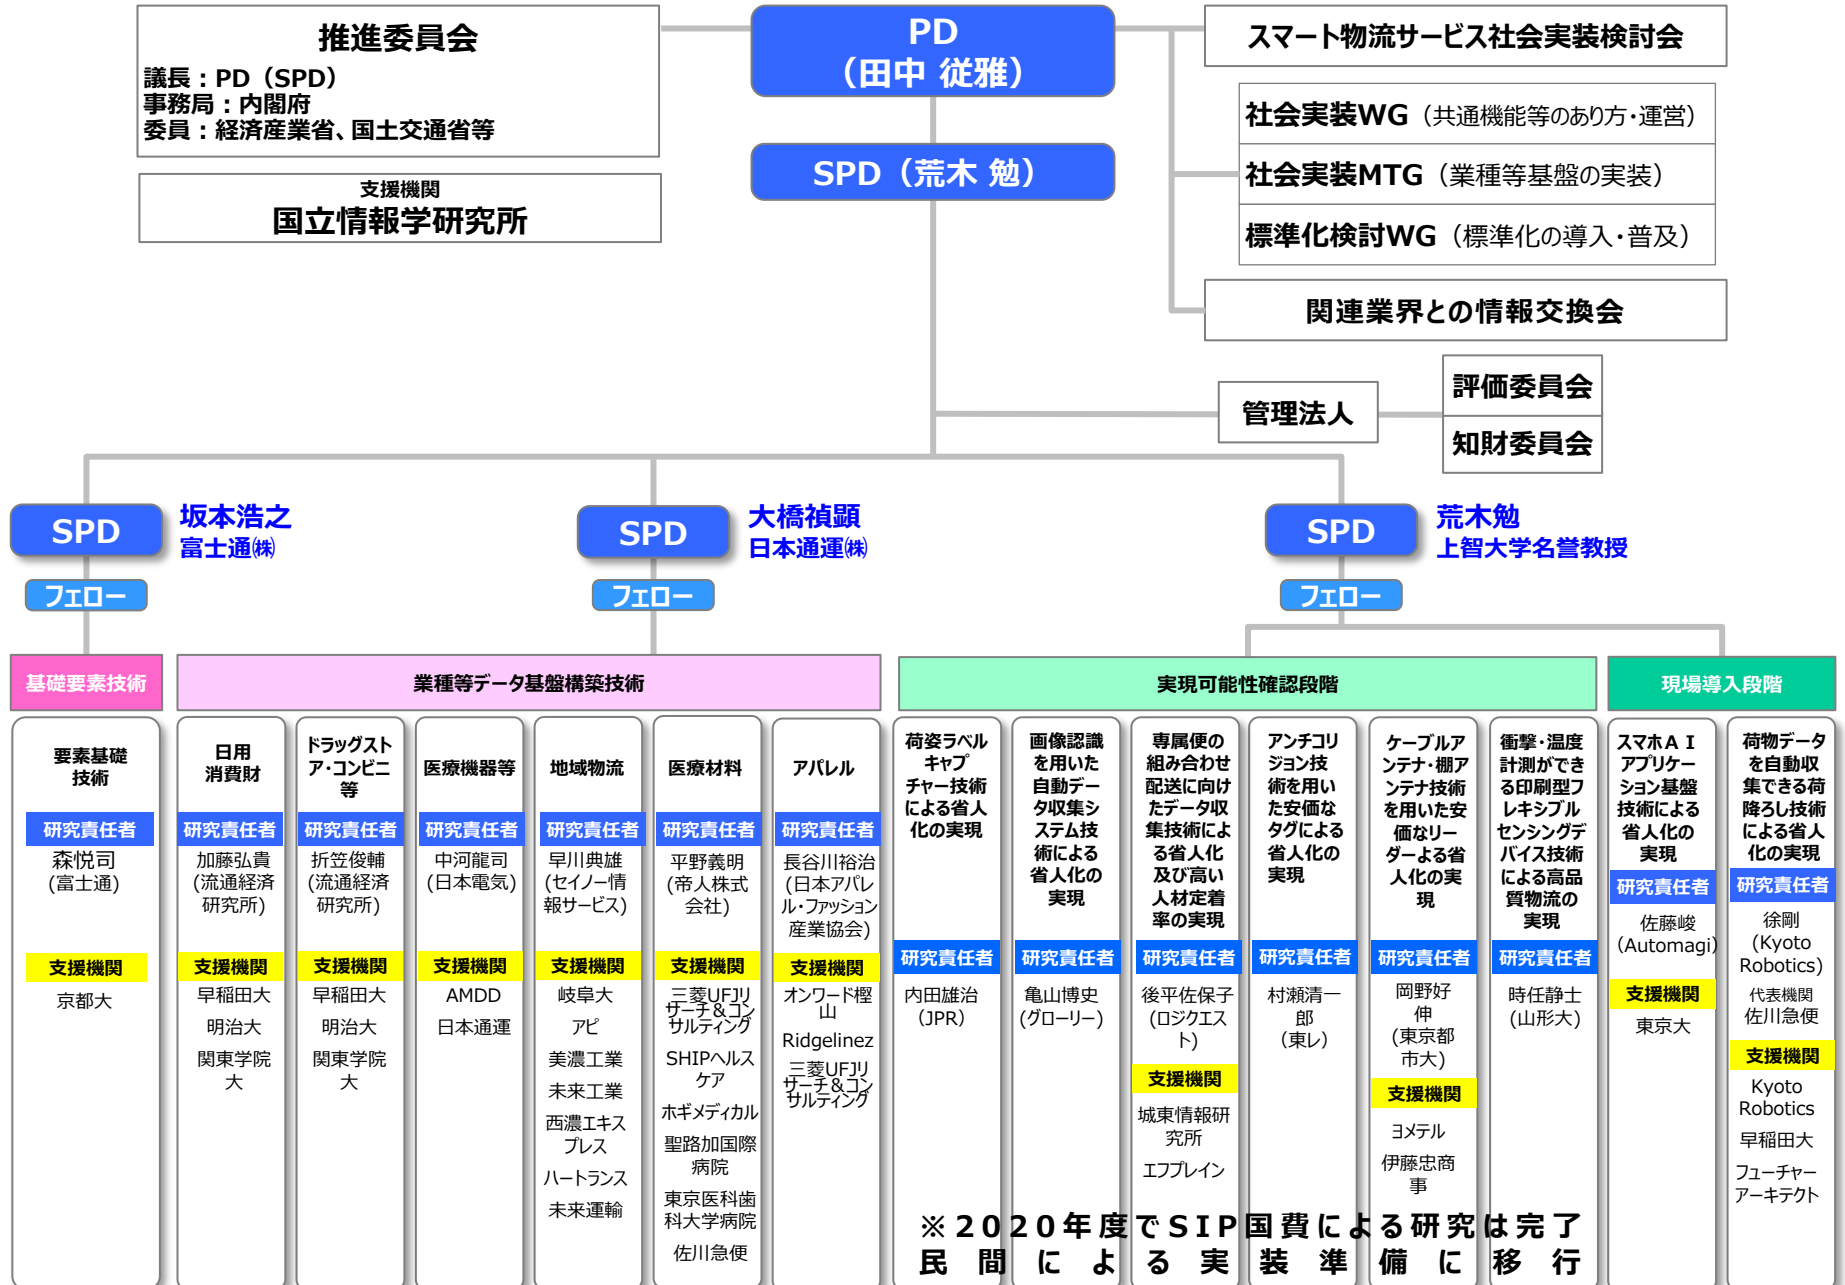 推進委員会
議長：PD（SPD）
事務局：内閣府
委員：経済産業省、国土交通省等
支援機関
国立情報学研究所
PD
（田中 従雅）
SPD（荒木 勉）
スマート物流サービス社会実装検討会
社会実装WG（共通機能等のあり方・運営）
社会実装MTG（業種等基盤の実装）
標準化検討WG（標準化の導入・普及）
関連業界との情報交換会
管理法人
評価委員会
知財委員会
SPD
坂本浩之
富士通㈱
フェロー
SPD
大橋禎顕
日本通運㈱
フェロー
SPD
荒木勉
上智大学名誉教授
フェロー
基礎要素技術
業種等データ基盤構築技術
実現可能性確認段階
現場導入段階
要素基礎
技術
研究責任者
森悦司
(富士通)
支援機関
京都大
日用
消費財
研究責任者
加藤弘貴
(流通経済
研究所)
支援機関
早稲田大
明治大
関東学院
大
ドラッグスト
ア・コンビニ
等
研究責任者
折笠俊輔
(流通経済
研究所)
支援機関
早稲田大
明治大
関東学院
大
医療機器等
研究責任者
中河龍司
(日本電気)
支援機関
AMDD
日本通運
地域物流
研究責任者
早川典雄
(セイノー情
報サービス)
支援機関
岐阜大
アピ
美濃工業
未来工業
西濃エキス
プレス
ハートランス
未来運輸
医療材料
研究責任者
平野義明
(帝人株式
会社)
支援機関
三菱UFJリ
サーチ＆コン
サルティング
SHIPヘルス
ケア
ホギメディカル
聖路加国際
病院
東京医科歯
科大学病院
佐川急便
アパレル
研究責任者
長谷川裕治
(日本アパレ
ル・ファッション
産業協会)
支援機関
オンワード樫
山
Ridgelinez
三菱UFJリ
サーチ＆コン
サルティング
荷姿ラベル
キャプ
チャー技術
による省人
化の実現
研究責任者
内田雄治
（JPR）
画像認識
を用いた
自動デー
タ収集シ
ステム技
術による
省人化の
実現
研究責任者
亀山博史
(グローリー)
専属便の
組み合わせ
配送に向け
たデータ収
集技術によ
る省人化
及び高い
人材定着
率の実現
研究責任者
後平佐保子
(ロジクエス
ト)
支援機関
城東情報研
究所
エフプレイン
アンチコリ
ジョン技
術を用い
た安価な
タグによる
省人化の
実現
研究責任者
村瀬清一
郎
（東レ）
ケーブルア
ンテナ・棚ア
ンテナ技術
を用いた安
価なリー
ダーよる省
人化の実
現
研究責任者
岡野好
伸
（東京都
市大)
支援機関
ヨメテル
伊藤忠商
事
衝撃・温度
計測ができ
る印刷型フ
レキシブル
センシングデ
バイス技術
による高品
質物流の
実現
研究責任者
時任静士
(山形大)
スマホＡＩ
アプリケー
ション基盤
技術による
省人化の
実現
研究責任者
佐藤峻
（Automagi）
支援機関
東京大
荷物データ
を自動収
集できる荷
降ろし技術
による省人
化の実現
研究責任者
徐剛
(Kyoto
Robotics)
代表機関
佐川急便
支援機関
Kyoto
Robotics
早稲田大
フューチャー
アーキテクト
※2020年度でSIP国費による研究は完了
民間による実装準備に移行